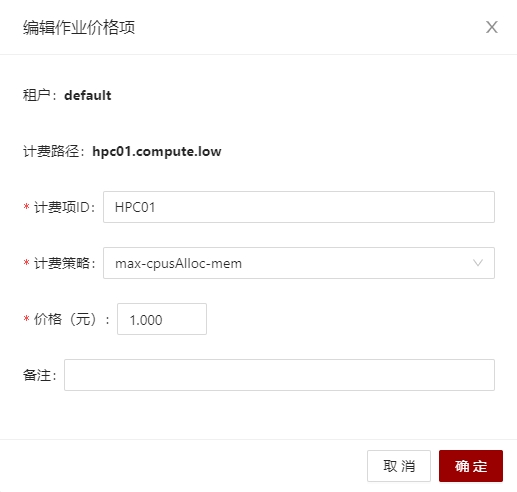 编辑作业价格项
租户：default
计费路径：hpc01.compute.low
* 计费项ID： HPC01
* 计费策略： max-cpusAlloc-mem
* 价格（元）： 1.000
备注：
取 消 确 定